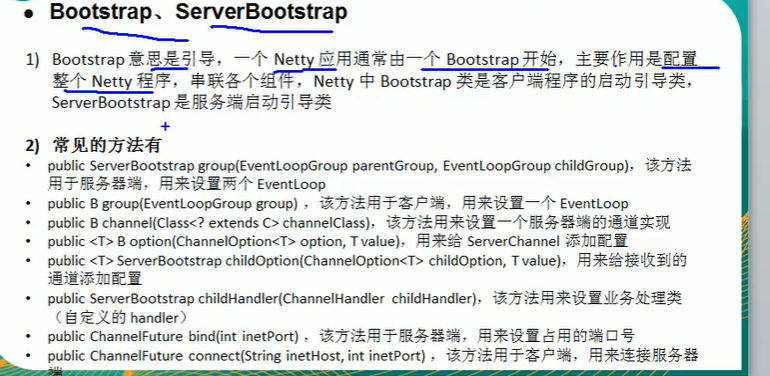 • Bootstrap、ServerBootstrap
1) Bootstrap 意思是引导，一个 Netty 应用通常由一个 Bootstrap 开始，主要作用是配置
整个 Netty 程序，串联各个组件，Netty 中 Bootstrap 类是客户端程序的启动引导类，
ServerBootstrap 是服务端启动引导类
2) 常见的方法有
• public ServerBootstrap group(EventLoopGroup parentGroup, EventLoopGroup childGroup)，该方法
用于服务器端，用来设置两个 EventLoop
• public B group(EventLoopGroup group) ，该方法用于客户端，用来设置一个 EventLoop
• public B channel(Class<? extends C> channelClass)，该方法用来设置一个服务器端的通道实现
• public <T> B option(ChannelOption<T> option, T value)，用来给 ServerChannel 添加配置
• public <T> ServerBootstrap childOption(ChannelOption<T> childOption, T value)，用来给接收到的
通道添加配置
• public ServerBootstrap childHandler(ChannelHandler childHandler)，该方法用来设置业务处理类
（自定义的 handler）
• public ChannelFuture bind(int inetPort) ，该方法用于服务器端，用来设置占用的端口号
• public ChannelFuture connect(String inetHost, int inetPort) ，该方法用于客户端，用来连接服务器
端